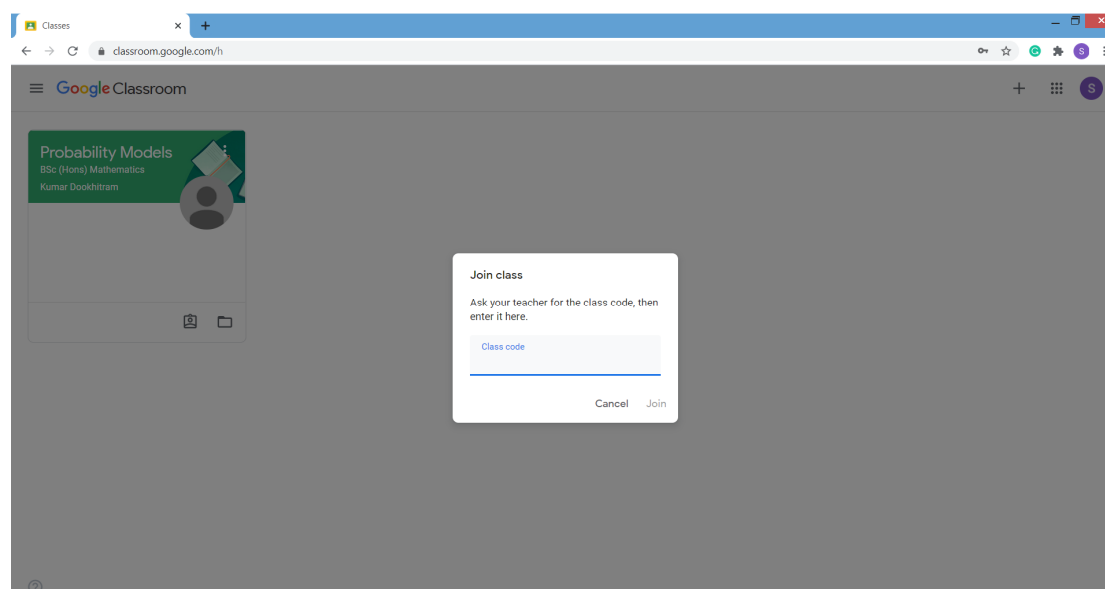 Classes
classroom.google.com/h
S
Google Classroom
S
Probability Models
BSc (Hons) Mathematics
Kumar Dookhitram
Join class
Ask your teacher for the class code, then
enter it here.
Class code
Cancel Join